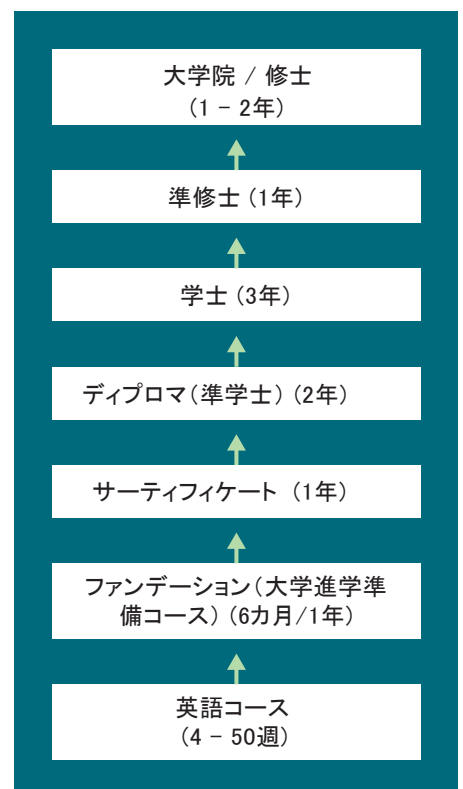 大学院 / 修士
(1 – 2年)
準修士 (1年)
学士 (3年)
ディプロマ(準学士) (2年)
サーティフィケート (1年)
ファンデーション(大学進学準
備コース) (6カ月/1年)
英語コース
(4 – 50週)